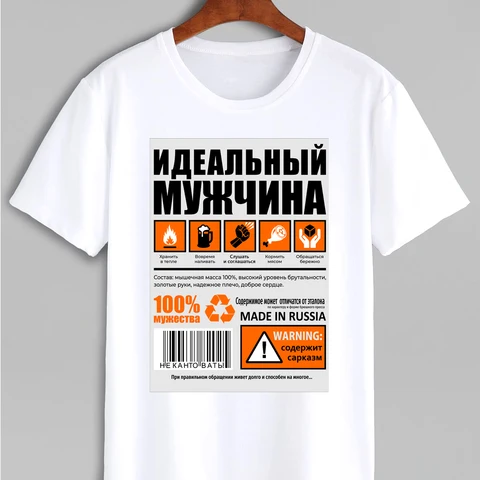 ИДЕАЛЬНЫЙ
МУЖЧИНА
Хранить
в тепле
Вовремя
наливать
Слушать
и соглашаться
Кормить
мясом
Обращаться
бережно
Состав: мышечная масса 100%, высокий уровень брутальности,
золотые руки, надежное плечо, доброе сердце.
100%
мужества
Содержимое может отличатся от эталона
MADE IN RUSSIA
НЕ КАНТОВАТЬ!
WARNING:
содержит
сарказм
При правильном обращении живет долго и способен на многое...